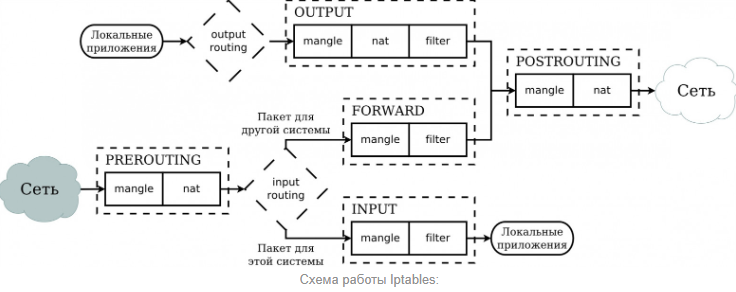 OUTPUT
Локальные
приложения
output
routing
mangle
nat
filter
POSTROUTING
mangle
nat
Сеть
Пакет для
другой системы
FORWARD
mangle
filter
PREROUTING
Сеть
mangle
nat
input
routing
INPUT
mangle
filter
Локальные
приложения
Пакет для
этой системы
Схема работы Iptables: